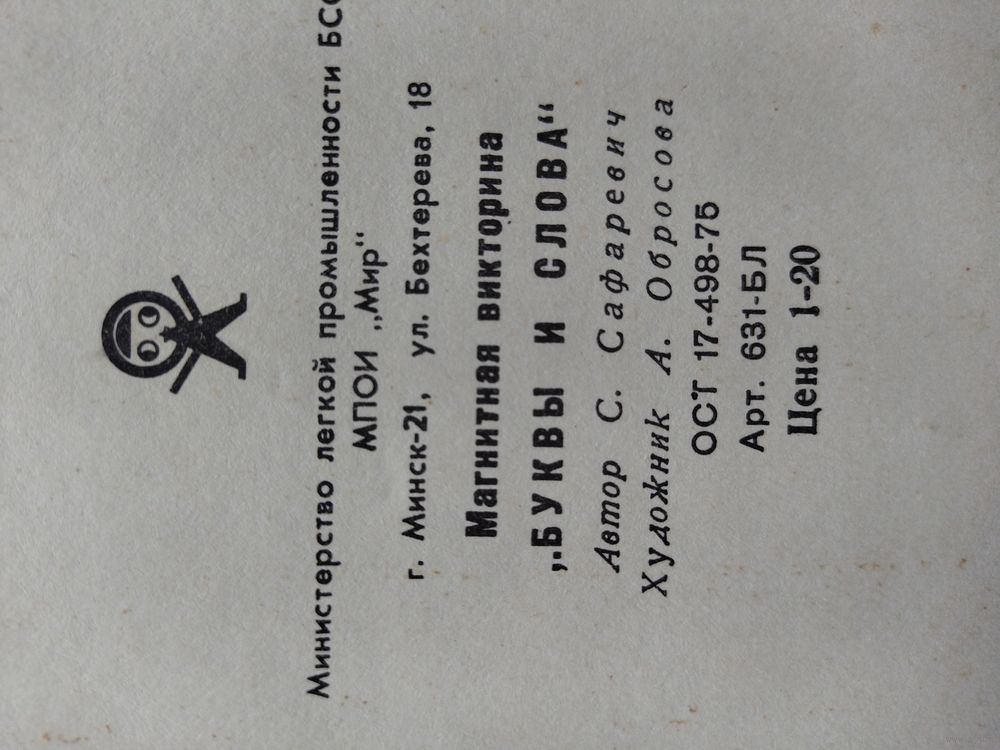 Министерство легкой промышленности БСС
МПОИ „Мир“
г. Минск-21, ул. Бехтерева, 18
Магнитная викторина
„БУКВЫ И СЛОВА“
Автор С. Сафаревич
Художник А. Обросова
ОСТ 17-498-75
Арт. 631-БЛ
Цена 1-20